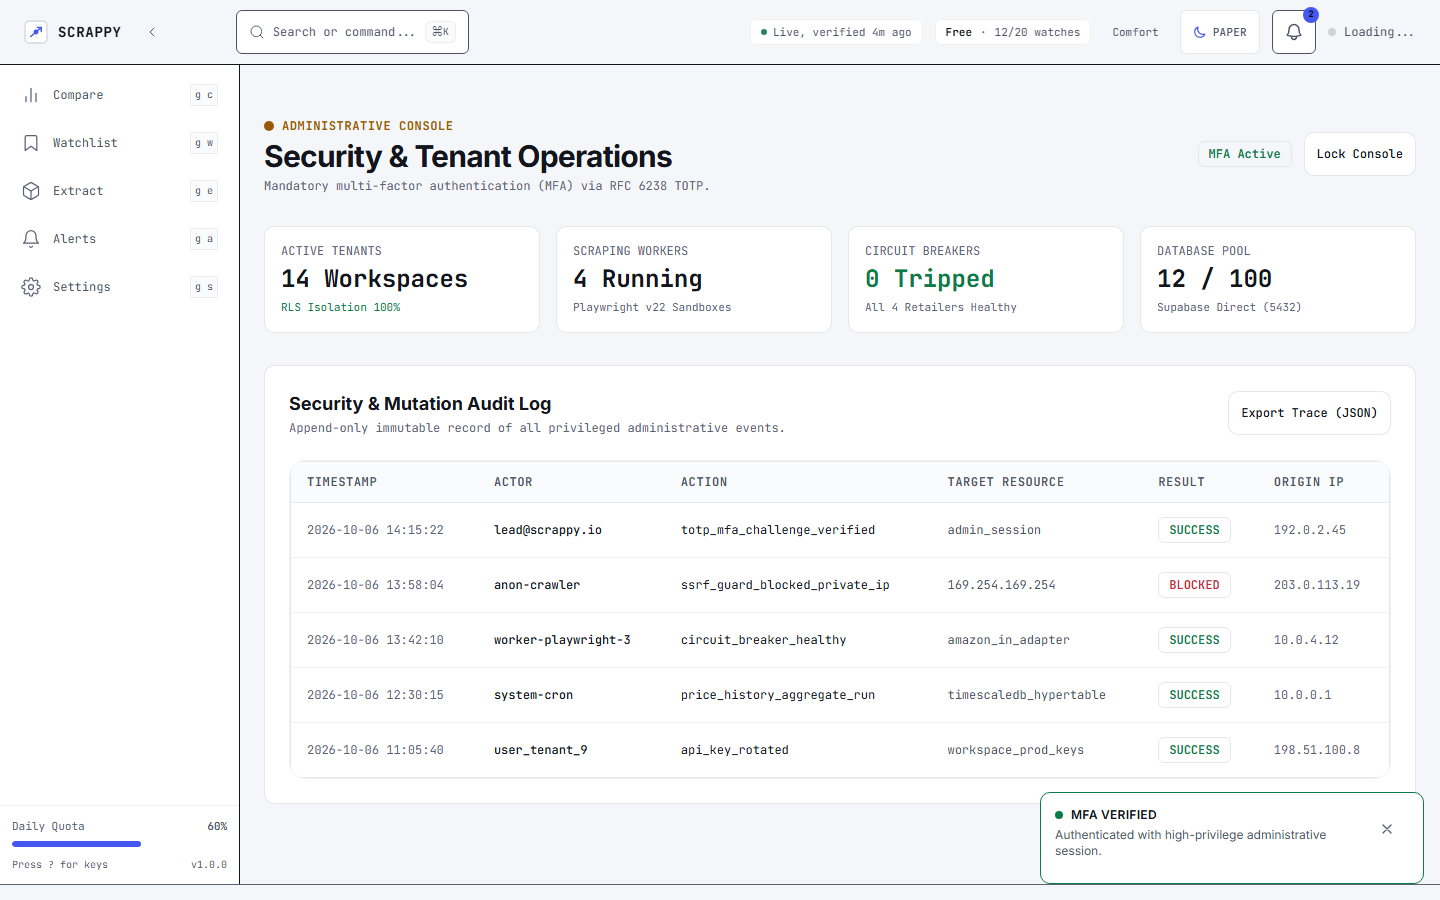 SCRAPPY
Search or command... ⌘K
Live, verified 4m ago
Free · 12/20 watches
Comfort
PAPER
2
Loading...
Compare g c
Watchlist g w
Extract g e
Alerts g a
Settings g s
ADMINISTRATIVE CONSOLE
Security & Tenant Operations
Mandatory multi-factor authentication (MFA) via RFC 6238 TOTP.
MFA Active
Lock Console
ACTIVE TENANTS
14 Workspaces
RLS Isolation 100%
SCRAPING WORKERS
4 Running
Playwright v22 Sandboxes
CIRCUIT BREAKERS
0 Tripped
All 4 Retailers Healthy
DATABASE POOL
12 / 100
Supabase Direct (5432)
Security & Mutation Audit Log
Append-only immutable record of all privileged administrative events.
Export Trace (JSON)
TIMESTAMP ACTOR ACTION TARGET RESOURCE RESULT ORIGIN IP
2026-10-06 14:15:22 lead@scrappy.io totp_mfa_challenge_verified admin_session SUCCESS 192.0.2.45
2026-10-06 13:58:04 anon-crawler ssrf_guard_blocked_private_ip 169.254.169.254 BLOCKED 203.0.113.19
2026-10-06 13:42:10 worker-playwright-3 circuit_breaker_healthy amazon_in_adapter SUCCESS 10.0.4.12
2026-10-06 12:30:15 system-cron price_history_aggregate_run timescaledb_hypertable SUCCESS 10.0.0.1
2026-10-06 11:05:40 user_tenant_9 api_key_rotated workspace_prod_keys SUCCESS 198.51.100.8
Daily Quota 60%
Press ? for keys v1.0.0
MFA VERIFIED
Authenticated with high-privilege administrative
session.